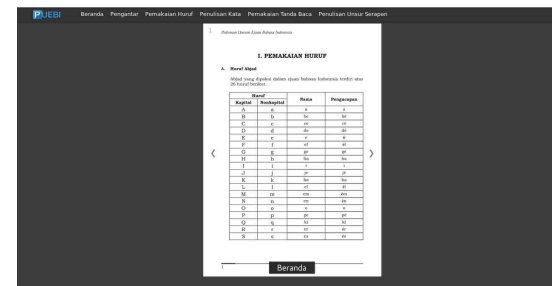 PUEBI Beranda Pengantar Pemakaian Huruf Penulisan Kata Pemakaian Tanda Baca Penulisan Unsur Serapan
1 Pedoman Umum Ejaan Bahasa Indonesia
I. PEMAKAIAN HURUF
A. Huruf Abjad
Abjad yang dipakai dalam ejaan bahasa Indonesia terdiri atas
26 huruf berikut.
Huruf Nama Pengucapan
Kapital Nonkapital
A a a a
B b be bé
C c ce cé
D d de dé
E e e é
F f ef èf
G g ge gé
H h ha ha
I i i i
J j je jé
K k ka ka
L l el èl
M m em èm
N n en èn
O o o o
P p pe pé
Q q ki ki
R r er èr
S s es ès
1
Beranda